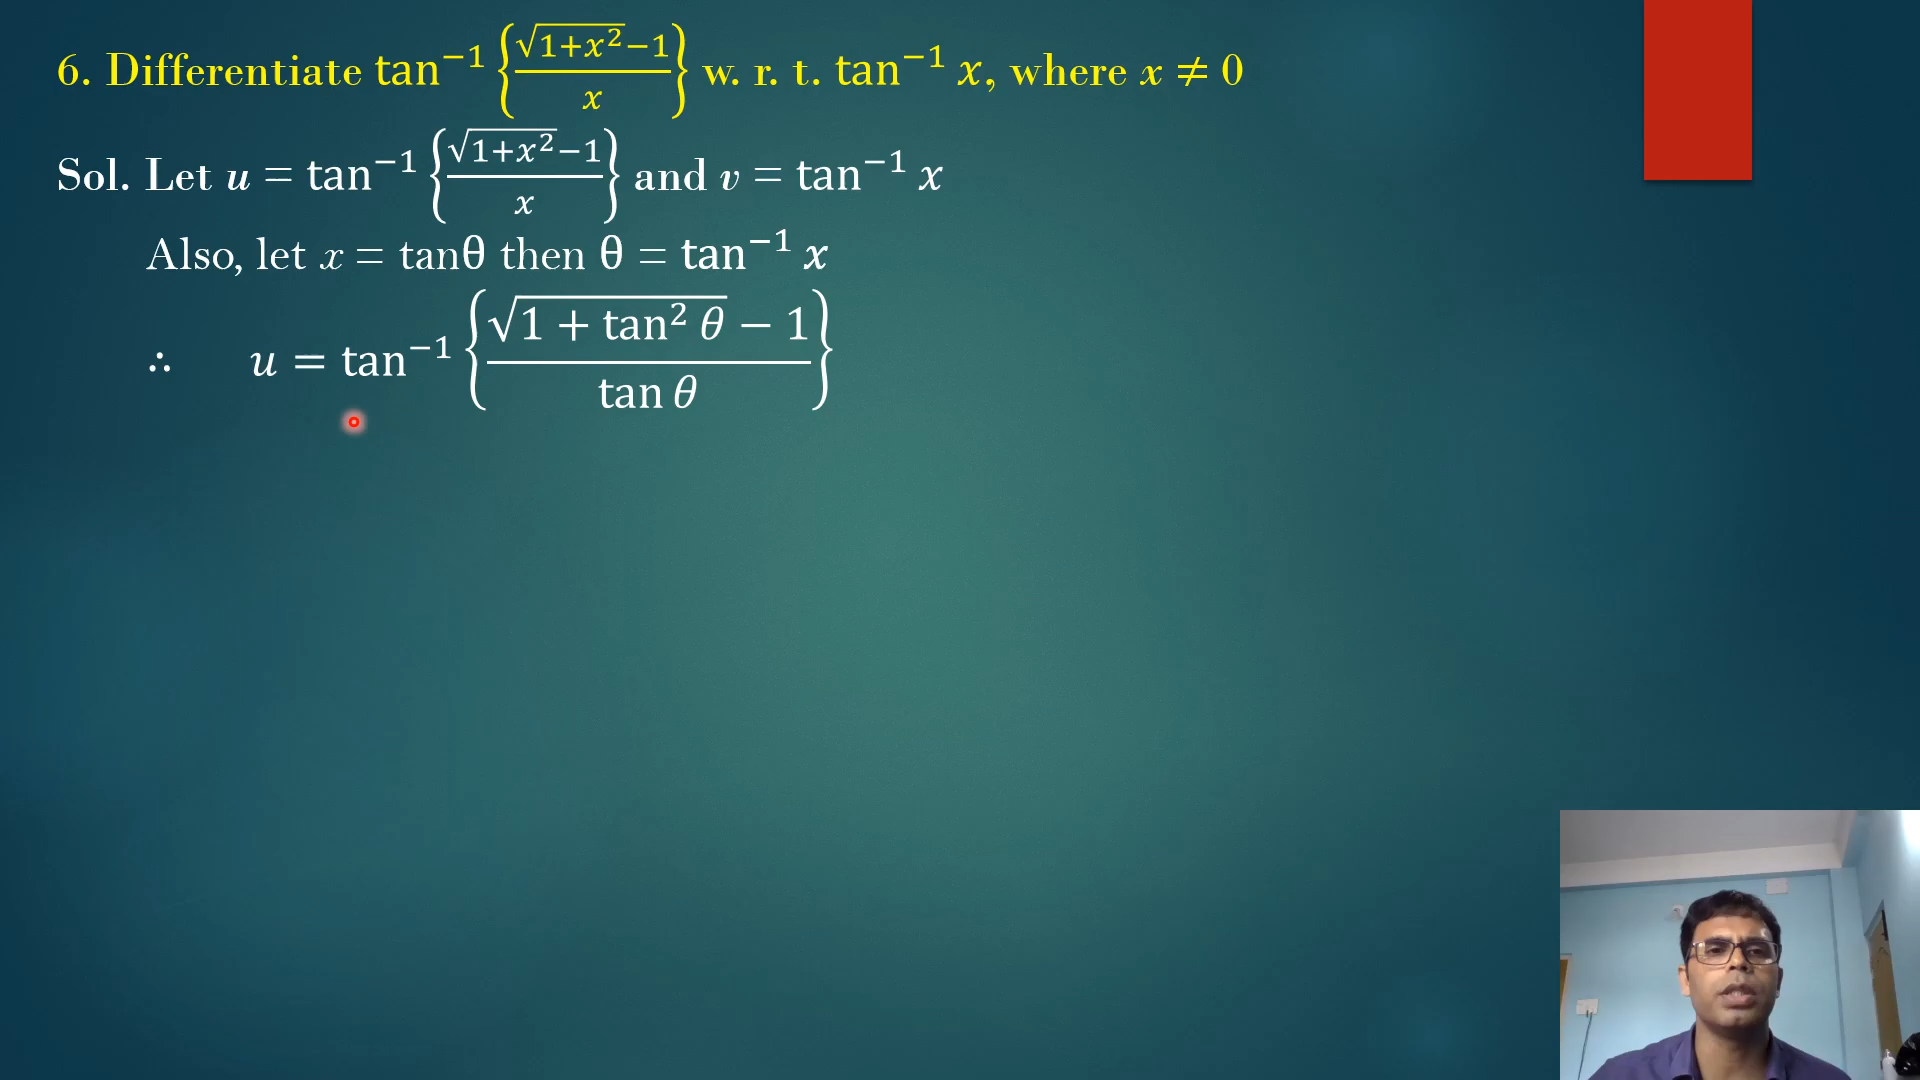 6. Differentiate tan⁻¹ {(√(1+x²)−1)/x} w. r. t. tan⁻¹ x, where x ≠ 0
Sol. Let u = tan⁻¹ {(√(1+x²)−1)/x} and v = tan⁻¹ x
Also, let x = tanθ then θ = tan⁻¹ x
∴ u = tan⁻¹ {(√(1 + tan² θ) − 1)/tan θ}